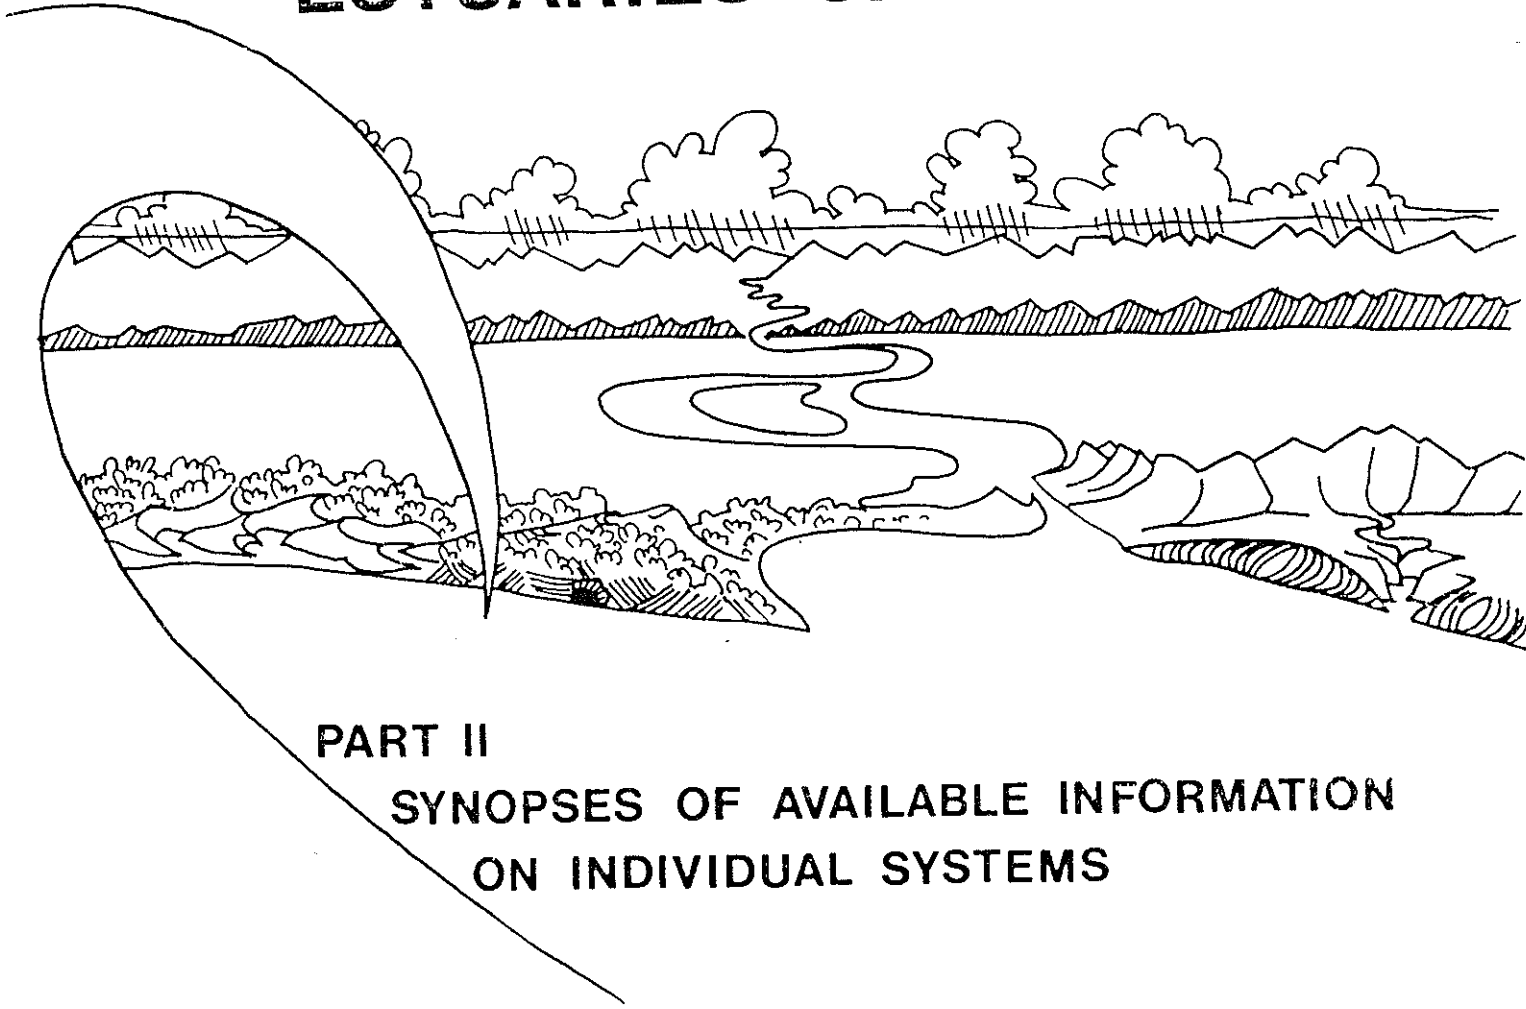 PART II
SYNOPSES OF AVAILABLE INFORMATION
ON INDIVIDUAL SYSTEMS